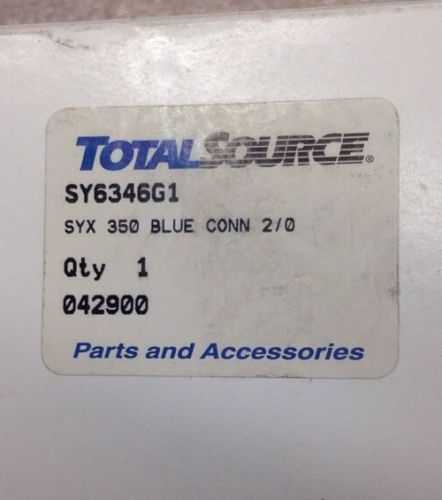 TOTALSOURCE®
SY6346G1
SYX 350 BLUE CONN 2/0
Qty 1
042900
Parts and Accessories